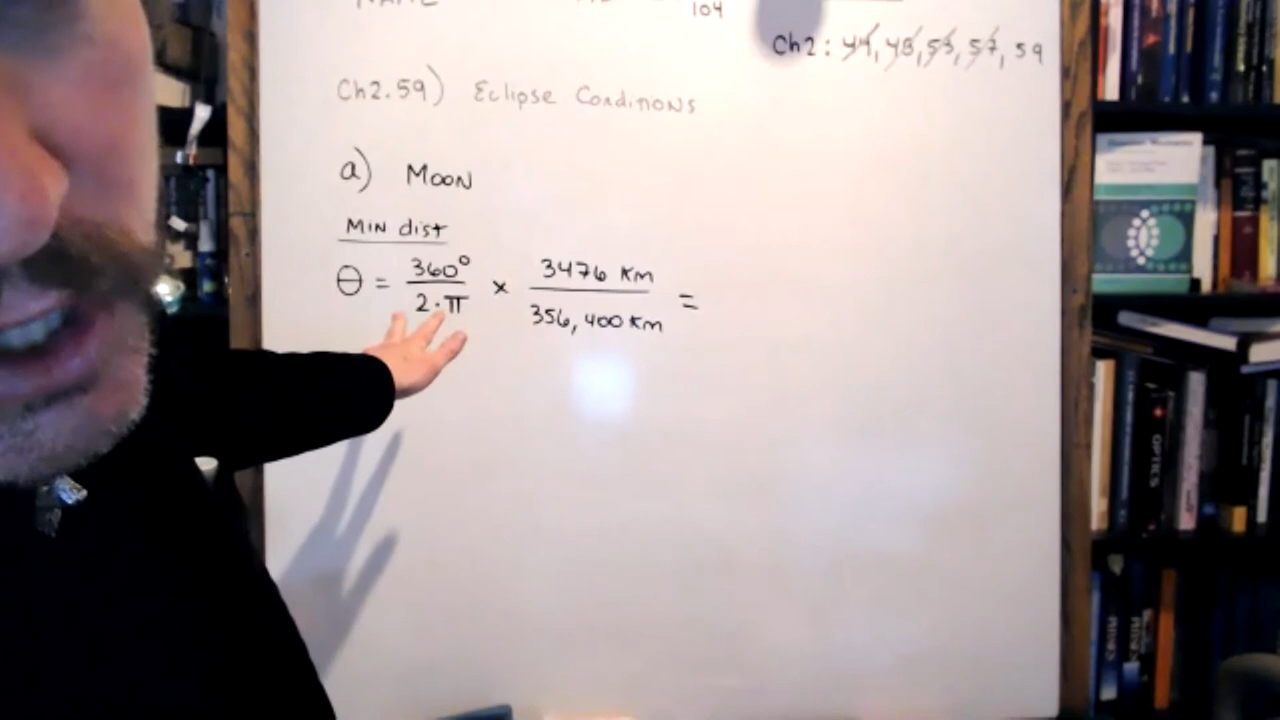 104
Ch2: 44, 48, 53, 57, 59
Ch2.59) Eclipse Conditions
a) Moon
Min dist
θ = 360° / 2·π × 3476 Km / 356,400 Km =
OPTICS